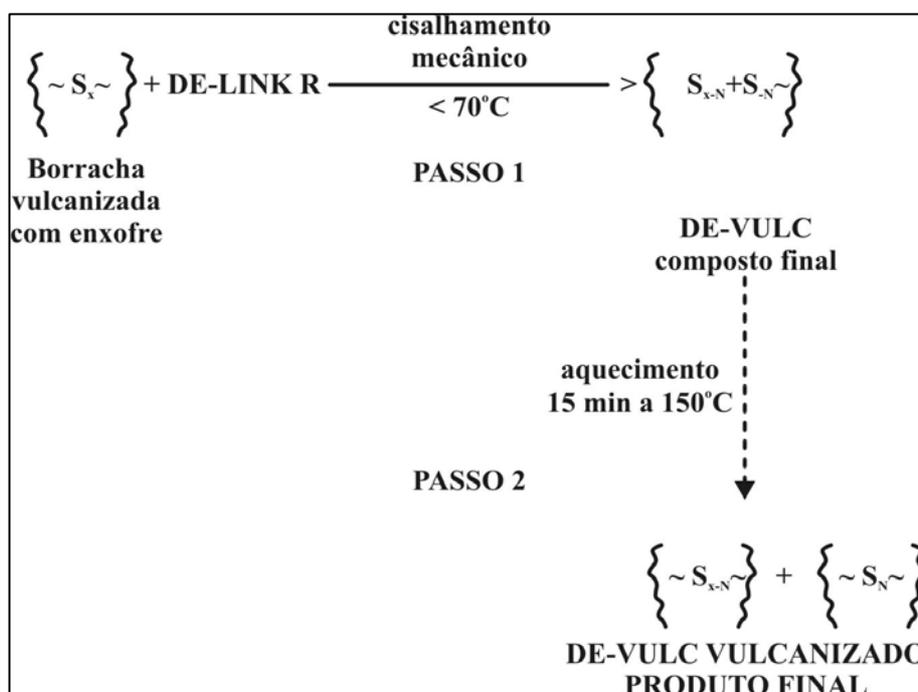 cisalhamento
mecânico
~ Sx~ + DE-LINK R > Sx-N+S-N~
< 70°C
Borracha
vulcanizada
com enxofre
PASSO 1
DE-VULC
composto final
aquecimento
15 min a 150°C
PASSO 2
~ Sx-N~ + ~ SN~
DE-VULC VULCANIZADO
PRODUTO FINAL